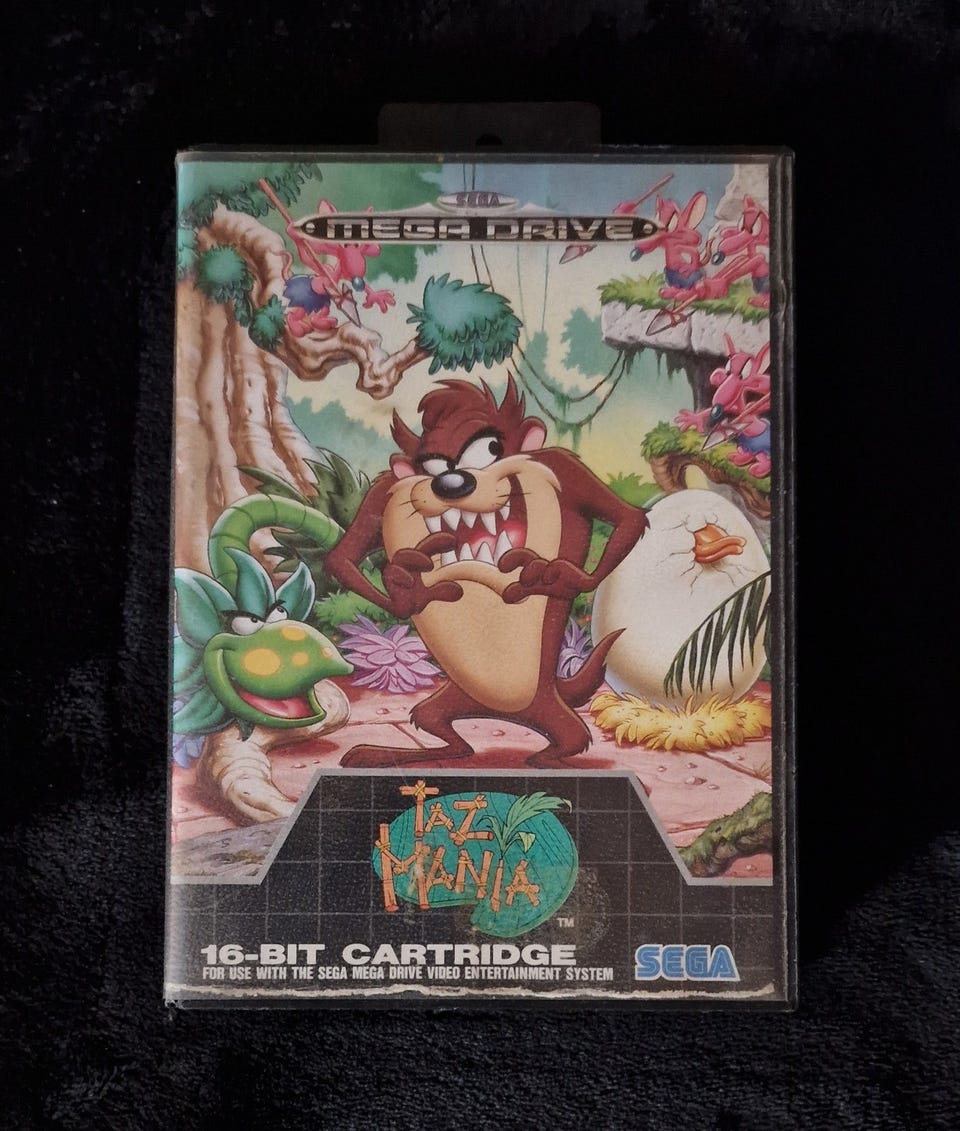 SEGA
MEGA DRIVE
TAZ
MANIA
TM
16-BIT CARTRIDGE
FOR USE WITH THE SEGA MEGA DRIVE VIDEO ENTERTAINMENT SYSTEM
SEGA